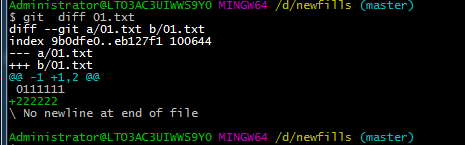 Administrator@LTO3AC3UIWWS9YO MINGW64 /d/newfills (master)
$ git  diff 01.txt
diff --git a/01.txt b/01.txt
index 9b0dfe0..eb127f1 100644
--- a/01.txt
+++ b/01.txt
@@ -1 +1,2 @@
 0111111
+222222
\ No newline at end of file
Administrator@LTO3AC3UIWWS9YO MINGW64 /d/newfills (master)